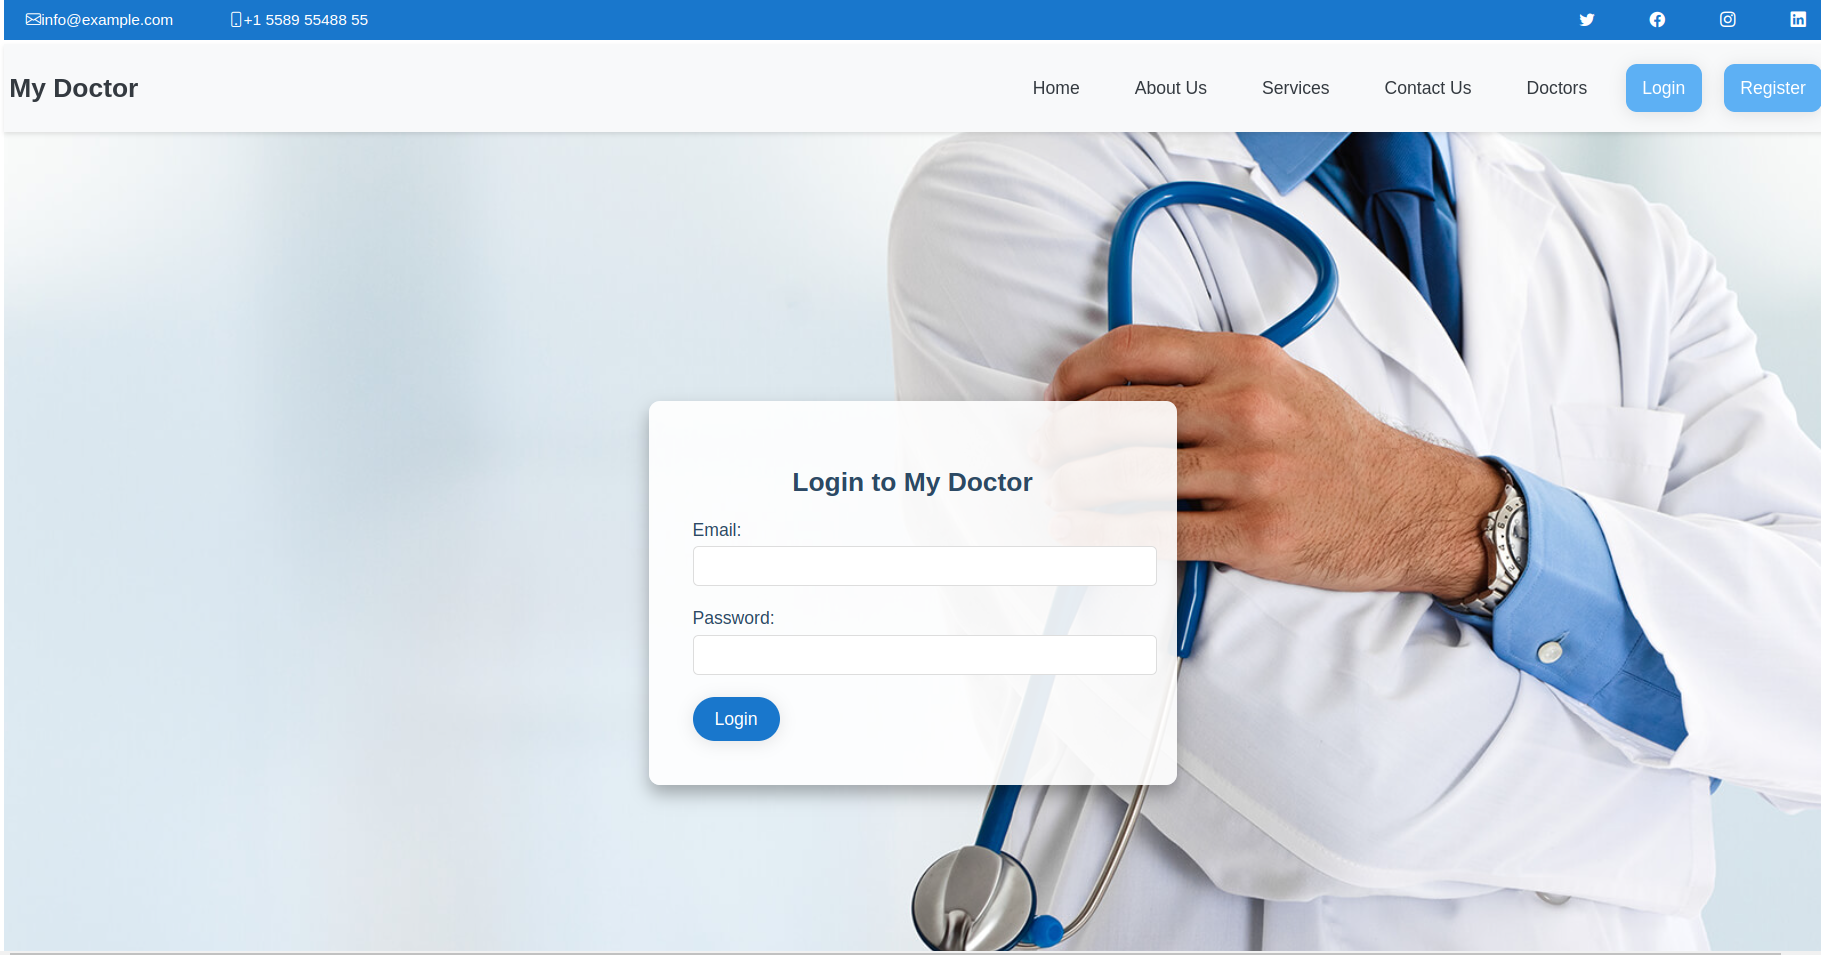 info@example.com +1 5589 55488 55
My Doctor Home About Us Services Contact Us Doctors Login Register
Login to My Doctor
Email:
Password:
Login